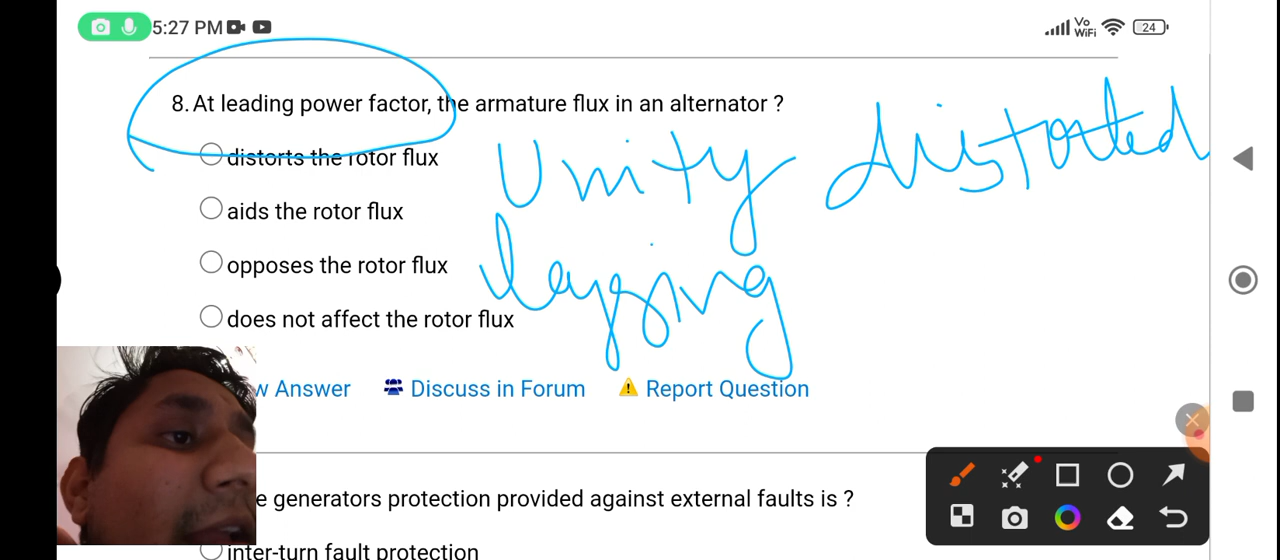 5:27 PM
Vo WiFi 24
8. At leading power factor, the armature flux in an alternator ?
distorts the rotor flux
Unity distorted
aids the rotor flux
opposes the rotor flux
lagging
does not affect the rotor flux
w Answer Discuss in Forum Report Question
e generators protection provided against external faults is ?
inter-turn fault protection